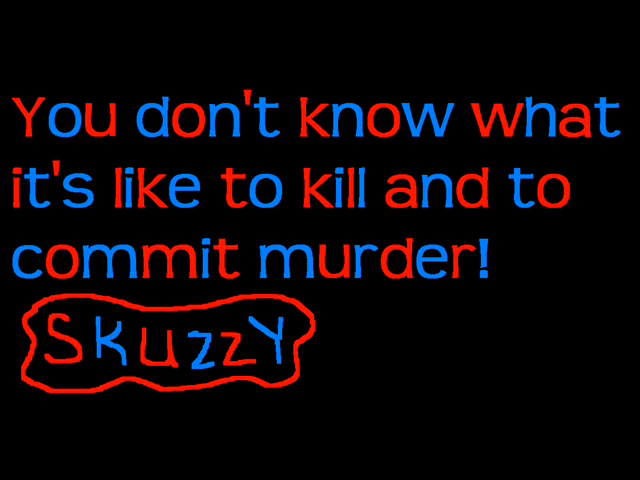 You don't know what
it's like to kill and to
commit murder!
SKuzzY